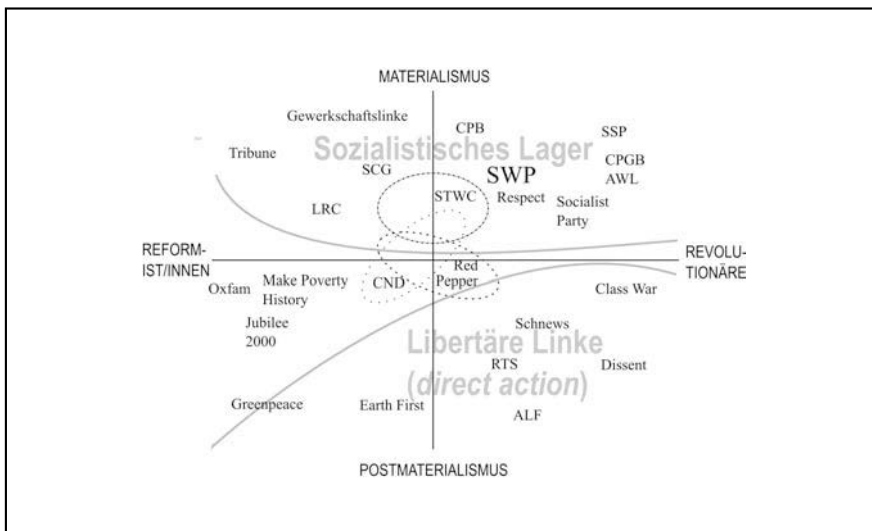 MATERIALISMUS
Gewerkschaftslinke
CPB
SSP
Sozialistisches Lager
Tribune
SCG
CPGB
AWL
SWP
STWC
Respect
Socialist
Party
LRC
REFORM-
IST/INNEN
REVOLU-
TIONÄRE
Red
Pepper
CND
Oxfam
Make Poverty
History
Class War
Jubilee
2000
Schnews
Libertäre Linke
(direct action)
RTS
Dissent
Greenpeace
Earth First
ALF
POSTMATERIALISMUS